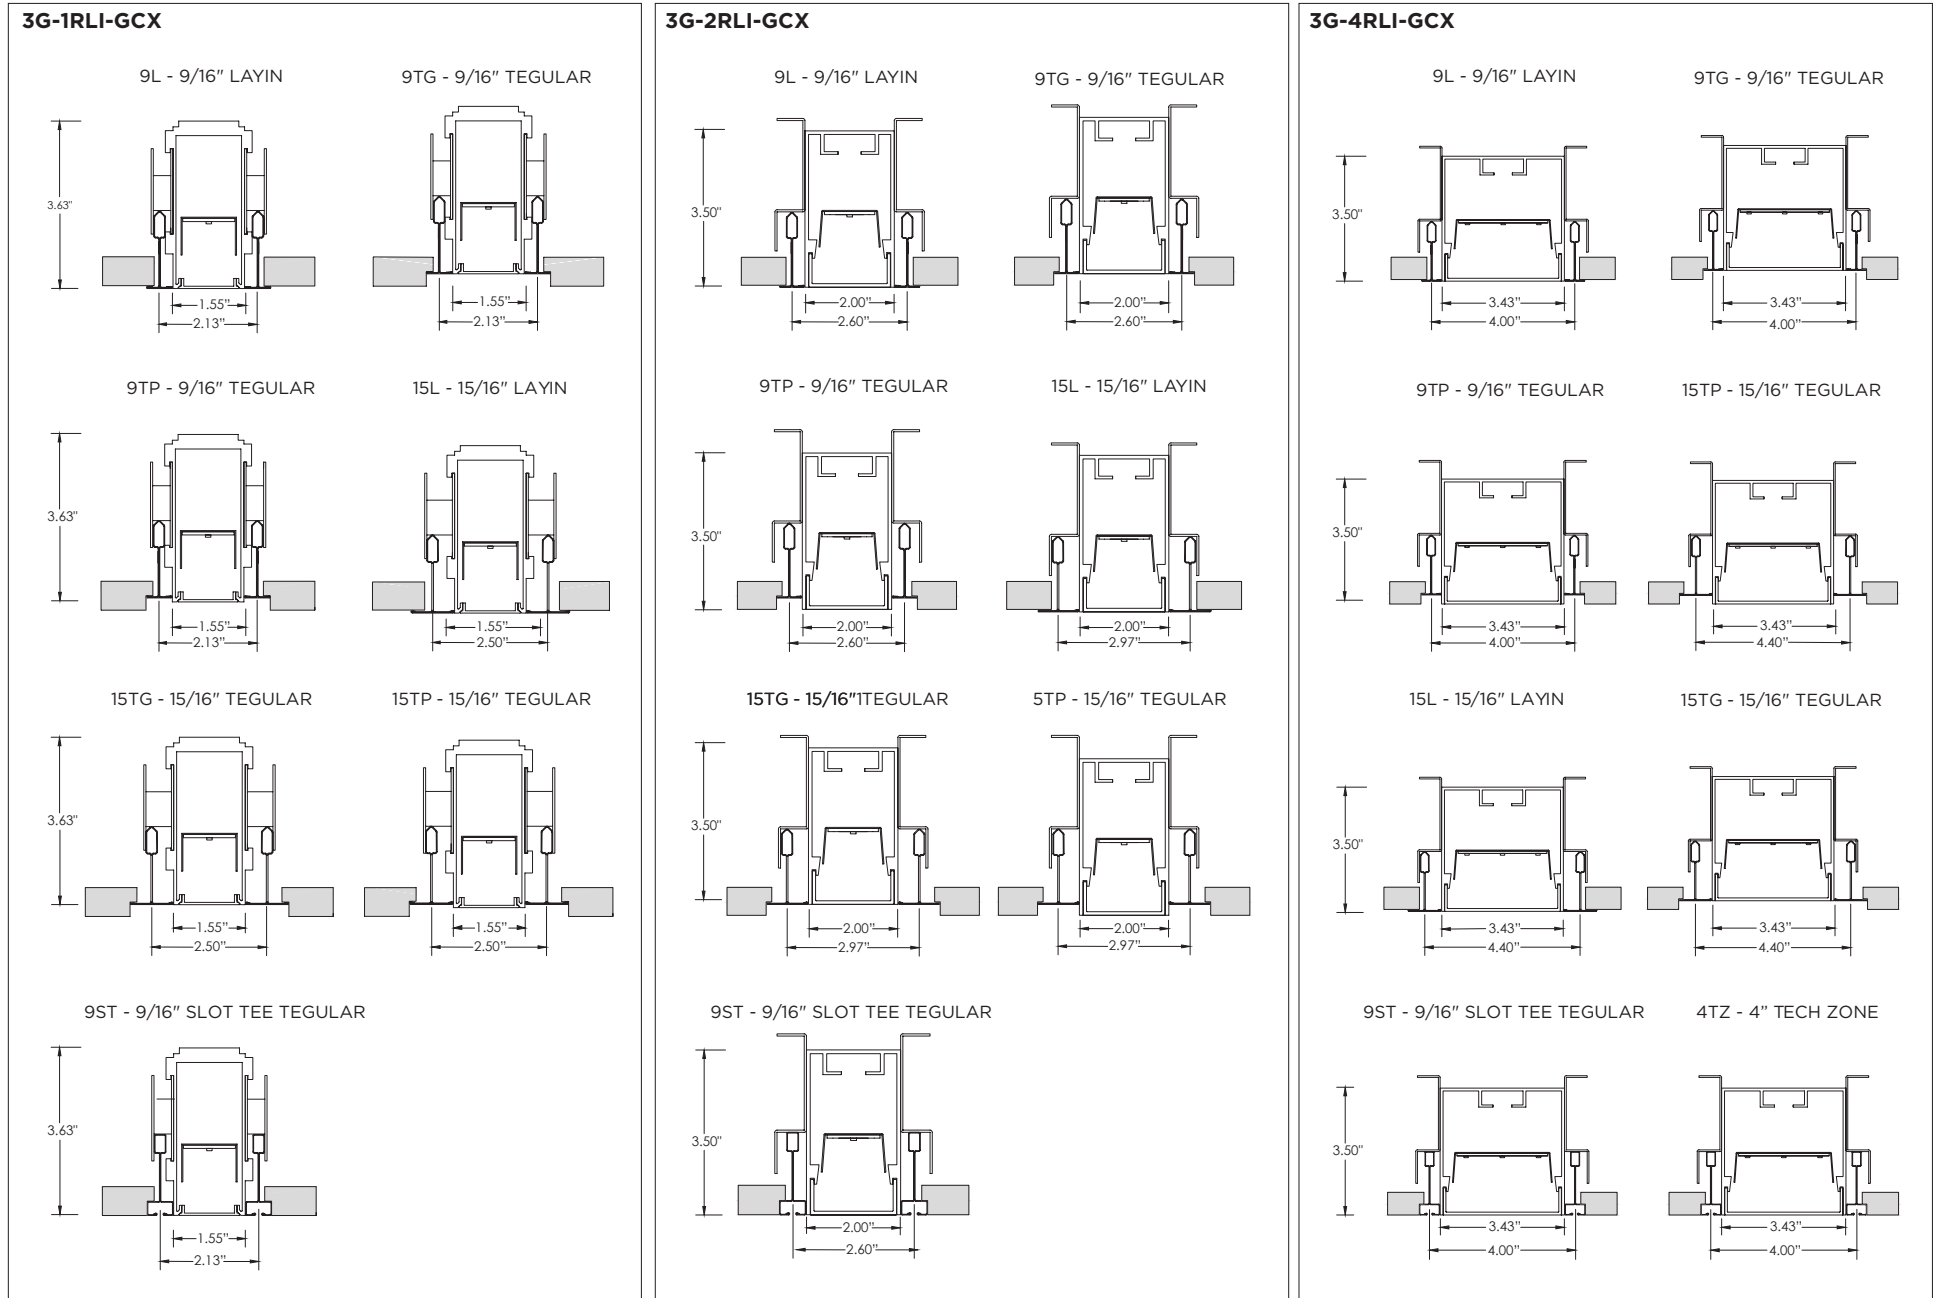 3G-1RLI-GCX
9L - 9/16" LAYIN
9TG - 9/16" TEGULAR
3.63"
1.55"
2.13"
1.55"
2.13"
9TP - 9/16" TEGULAR
15L - 15/16" LAYIN
3.63"
1.55"
2.13"
1.55"
2.50"
15TG - 15/16" TEGULAR
15TP - 15/16" TEGULAR
3.63"
1.55"
2.50"
1.55"
2.50"
9ST - 9/16" SLOT TEE TEGULAR
3.63"
1.55"
2.13"
3G-2RLI-GCX
9L - 9/16" LAYIN
9TG - 9/16" TEGULAR
3.50"
2.00"
2.60"
2.00"
2.60"
9TP - 9/16" TEGULAR
15L - 15/16" LAYIN
3.50"
2.00"
2.60"
2.00"
2.97"
15TG - 15/16"1TEGULAR
5TP - 15/16" TEGULAR
3.50"
2.00"
2.97"
2.00"
2.97"
9ST - 9/16" SLOT TEE TEGULAR
3.50"
2.00"
2.60"
3G-4RLI-GCX
9L - 9/16" LAYIN
9TG - 9/16" TEGULAR
3.50"
3.43"
4.00"
3.43"
4.00"
9TP - 9/16" TEGULAR
15TP - 15/16" TEGULAR
3.50"
3.43"
4.00"
3.43"
4.40"
15L - 15/16" LAYIN
15TG - 15/16" TEGULAR
3.50"
3.43"
4.40"
3.43"
4.40"
9ST - 9/16" SLOT TEE TEGULAR
4TZ - 4” TECH ZONE
3.50"
3.43"
4.00"
3.43"
4.00"